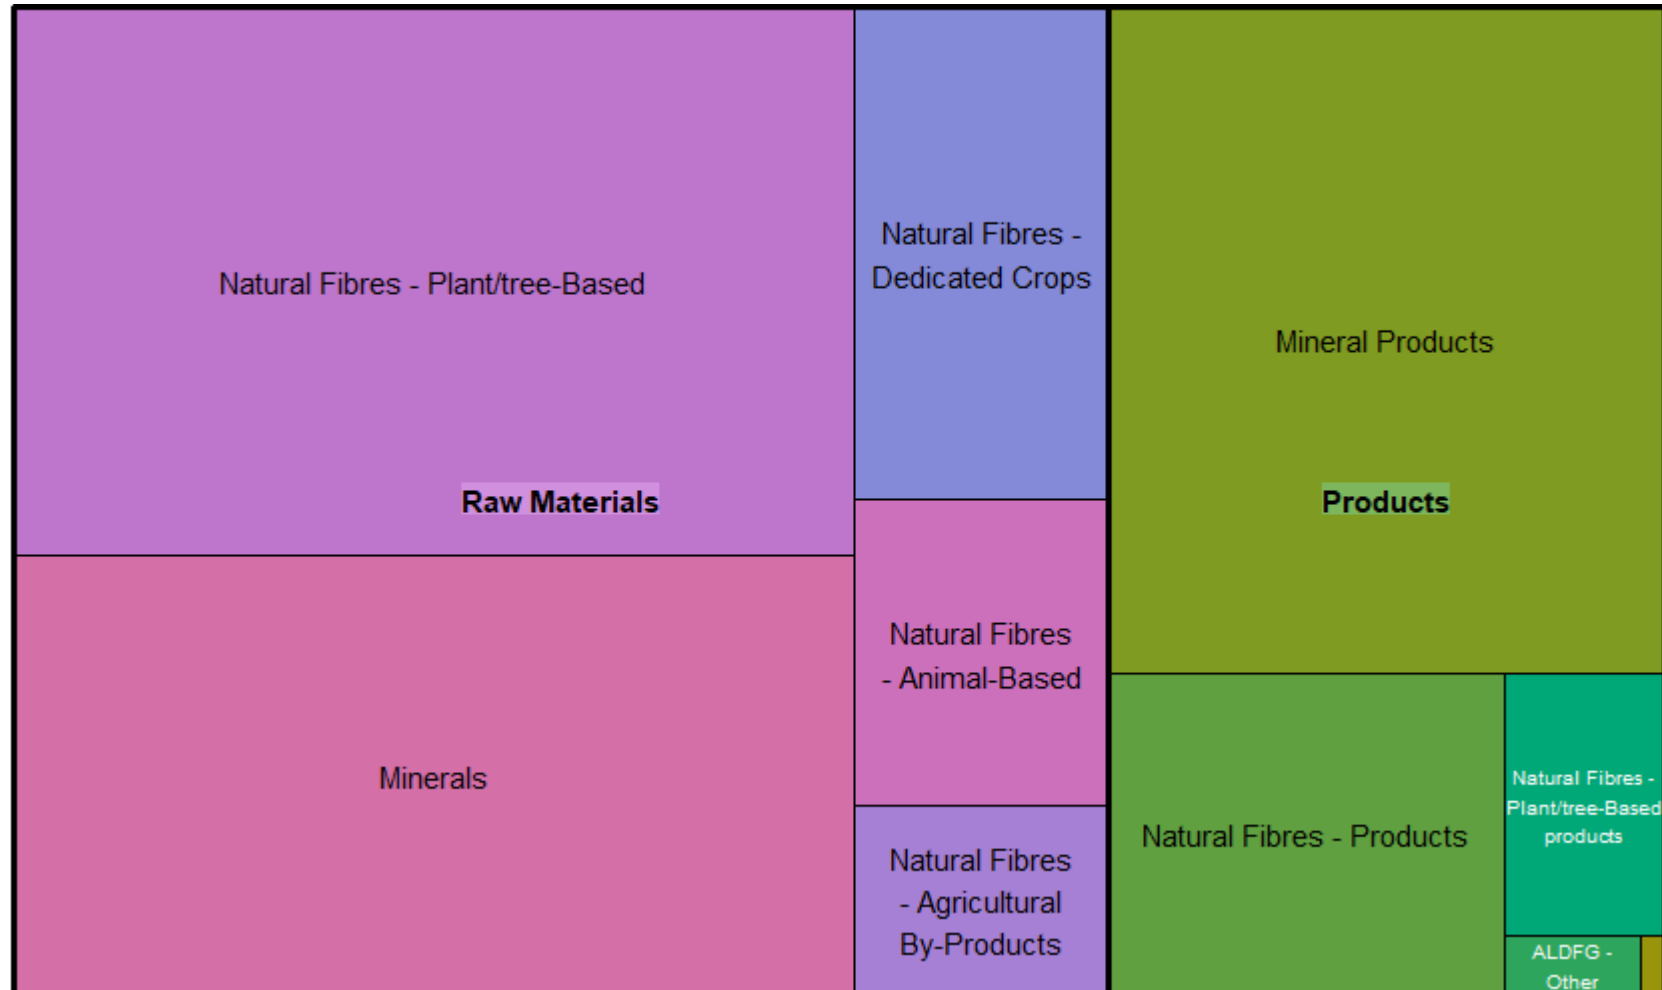 Natural Fibres - Plant/tree-Based
Raw Materials
Minerals
Natural Fibres -
Dedicated Crops
Natural Fibres
- Animal-Based
Natural Fibres
- Agricultural
By-Products
Mineral Products
Products
Natural Fibres - Products
Natural Fibres -
Plant/tree-Based
products
ALDFG -
Other